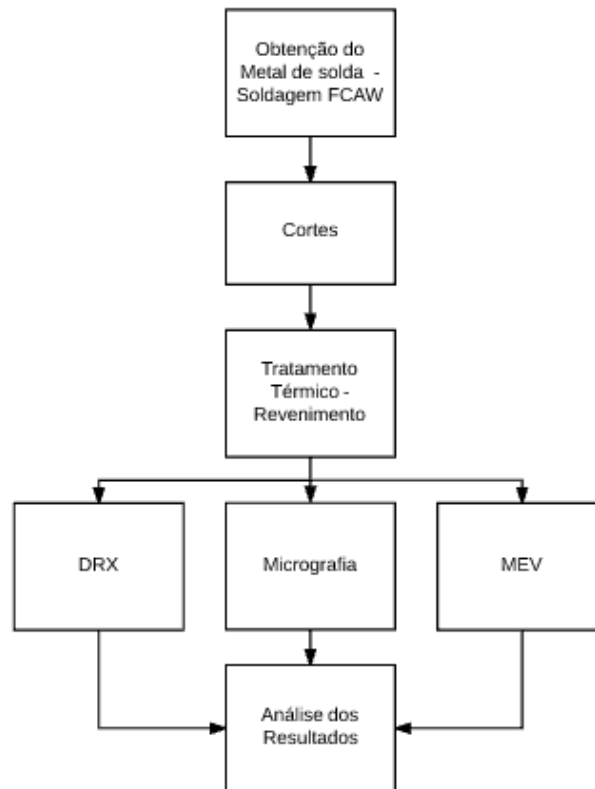 Obtenção do
Metal de solda -
Soldagem FCAW
Cortes
Tratamento
Térmico -
Revenimento
DRX
Micrografia
MEV
Análise dos
Resultados